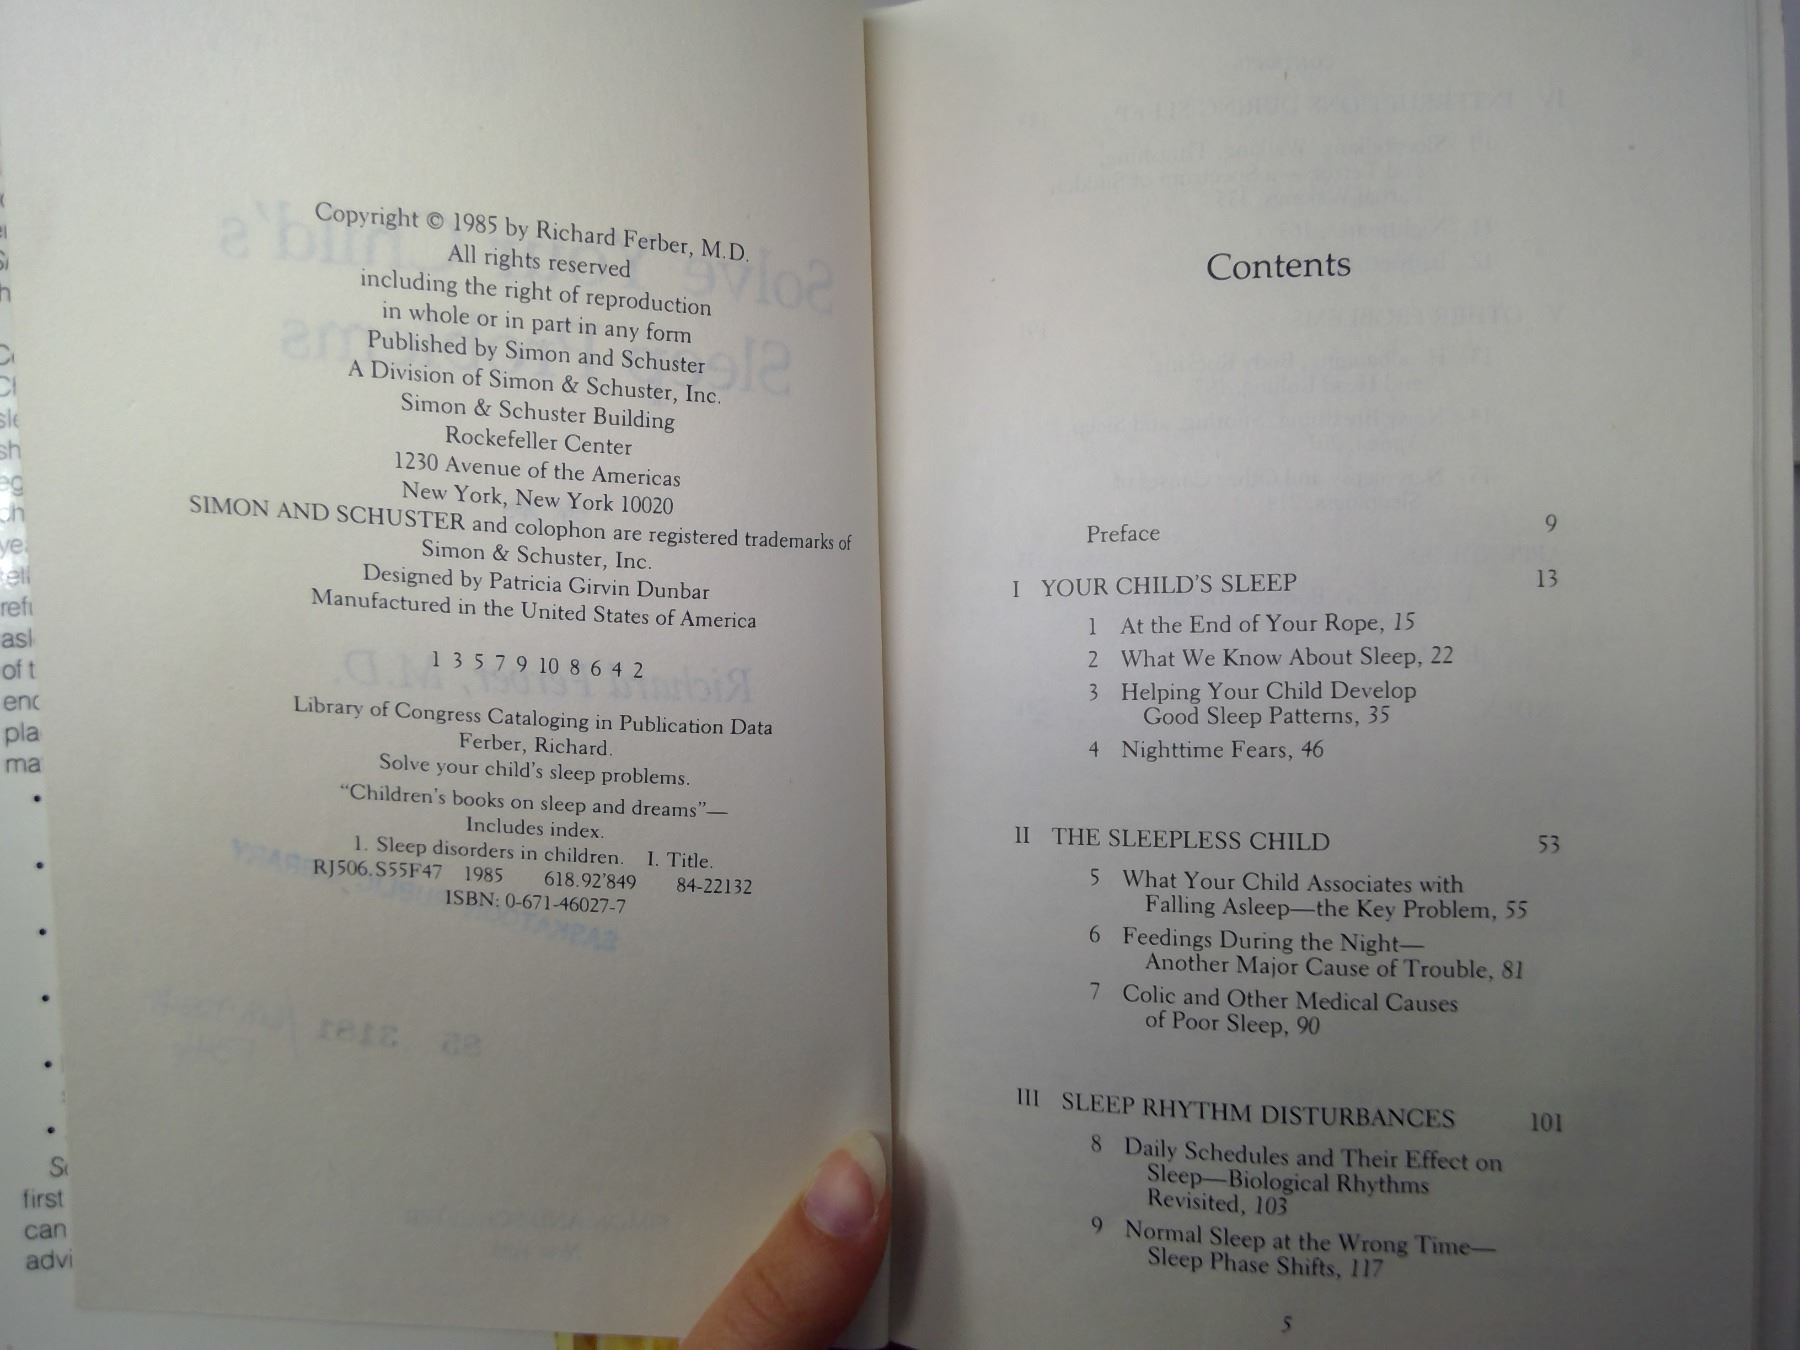 Copyright © 1985 by Richard Ferber, M.D.
All rights reserved
including the right of reproduction
in whole or in part in any form
Published by Simon and Schuster
A Division of Simon & Schuster, Inc.
Simon & Schuster Building
Rockefeller Center
1230 Avenue of the Americas
New York, New York 10020
SIMON AND SCHUSTER and colophon are registered trademarks of
Simon & Schuster, Inc.
Designed by Patricia Girvin Dunbar
Manufactured in the United States of America
1 3 5 7 9 10 8 6 4 2
Library of Congress Cataloging in Publication Data
Ferber, Richard.
Solve your child's sleep problems.
"Children's books on sleep and dreams"—
Includes index.
1. Sleep disorders in children. I. Title.
RJ506.S55F47 1985 618.92'849 84-22132
ISBN: 0-671-46027-7
Contents
Preface 9
I YOUR CHILD'S SLEEP 13
1 At the End of Your Rope, 15
2 What We Know About Sleep, 22
3 Helping Your Child Develop
Good Sleep Patterns, 35
4 Nighttime Fears, 46
II THE SLEEPLESS CHILD 53
5 What Your Child Associates with
Falling Asleep—the Key Problem, 55
6 Feedings During the Night—
Another Major Cause of Trouble, 81
7 Colic and Other Medical Causes
of Poor Sleep, 90
III SLEEP RHYTHM DISTURBANCES 101
8 Daily Schedules and Their Effect on
Sleep—Biological Rhythms
Revisited, 103
9 Normal Sleep at the Wrong Time—
Sleep Phase Shifts, 117
5